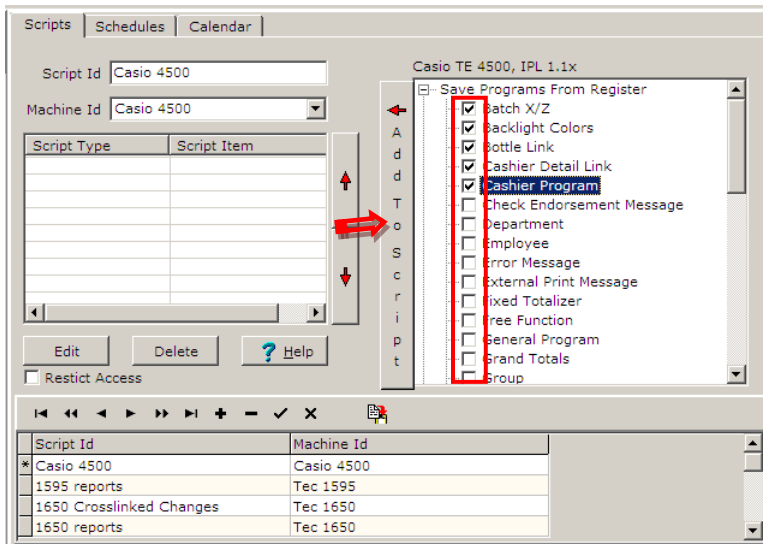 Scripts Schedules Calendar
Script Id Casio 4500
Machine Id Casio 4500
Script Type Script Item
Edit Delete ? Help
Restict Access
Add To Script
Casio TE 4500, IPL 1.1x
Save Programs From Register
Batch X/Z
Backlight Colors
Bottle Link
Cashier Detail Link
Cashier Program
Check Endorsement Message
Department
Employee
Error Message
External Print Message
Fixed Totalizer
Free Function
General Program
Grand Totals
Group
Script Id Machine Id
* Casio 4500 Casio 4500
1595 reports Tec 1595
1650 Crosslinked Changes Tec 1650
1650 reports Tec 1650